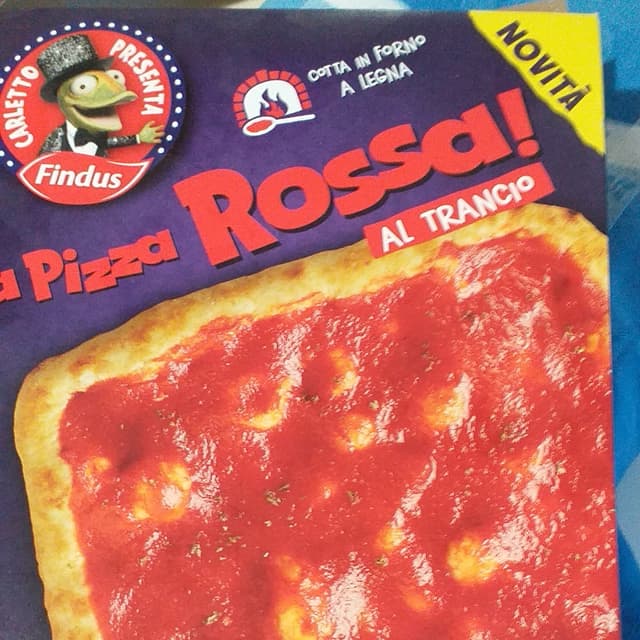 CARLETTO PRESENTA
Findus
COTTA IN FORNO
A LEGNA
NOVITÀ
a Pizza Rossa!
AL TRANCIO